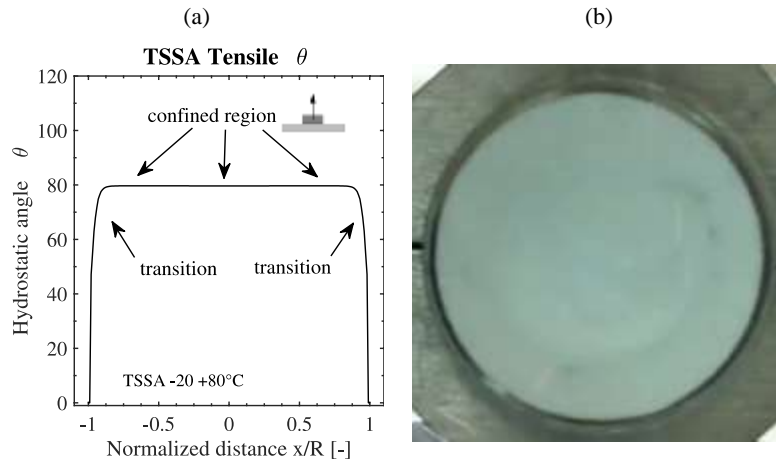 (a)
(b)
TSSA Tensile θ
120
100
80
60
40
20
0
Hydrostatic angle θ
confined region
transition
transition
TSSA -20 +80°C
-1
-0.5
0
0.5
1
Normalized distance x/R [-]